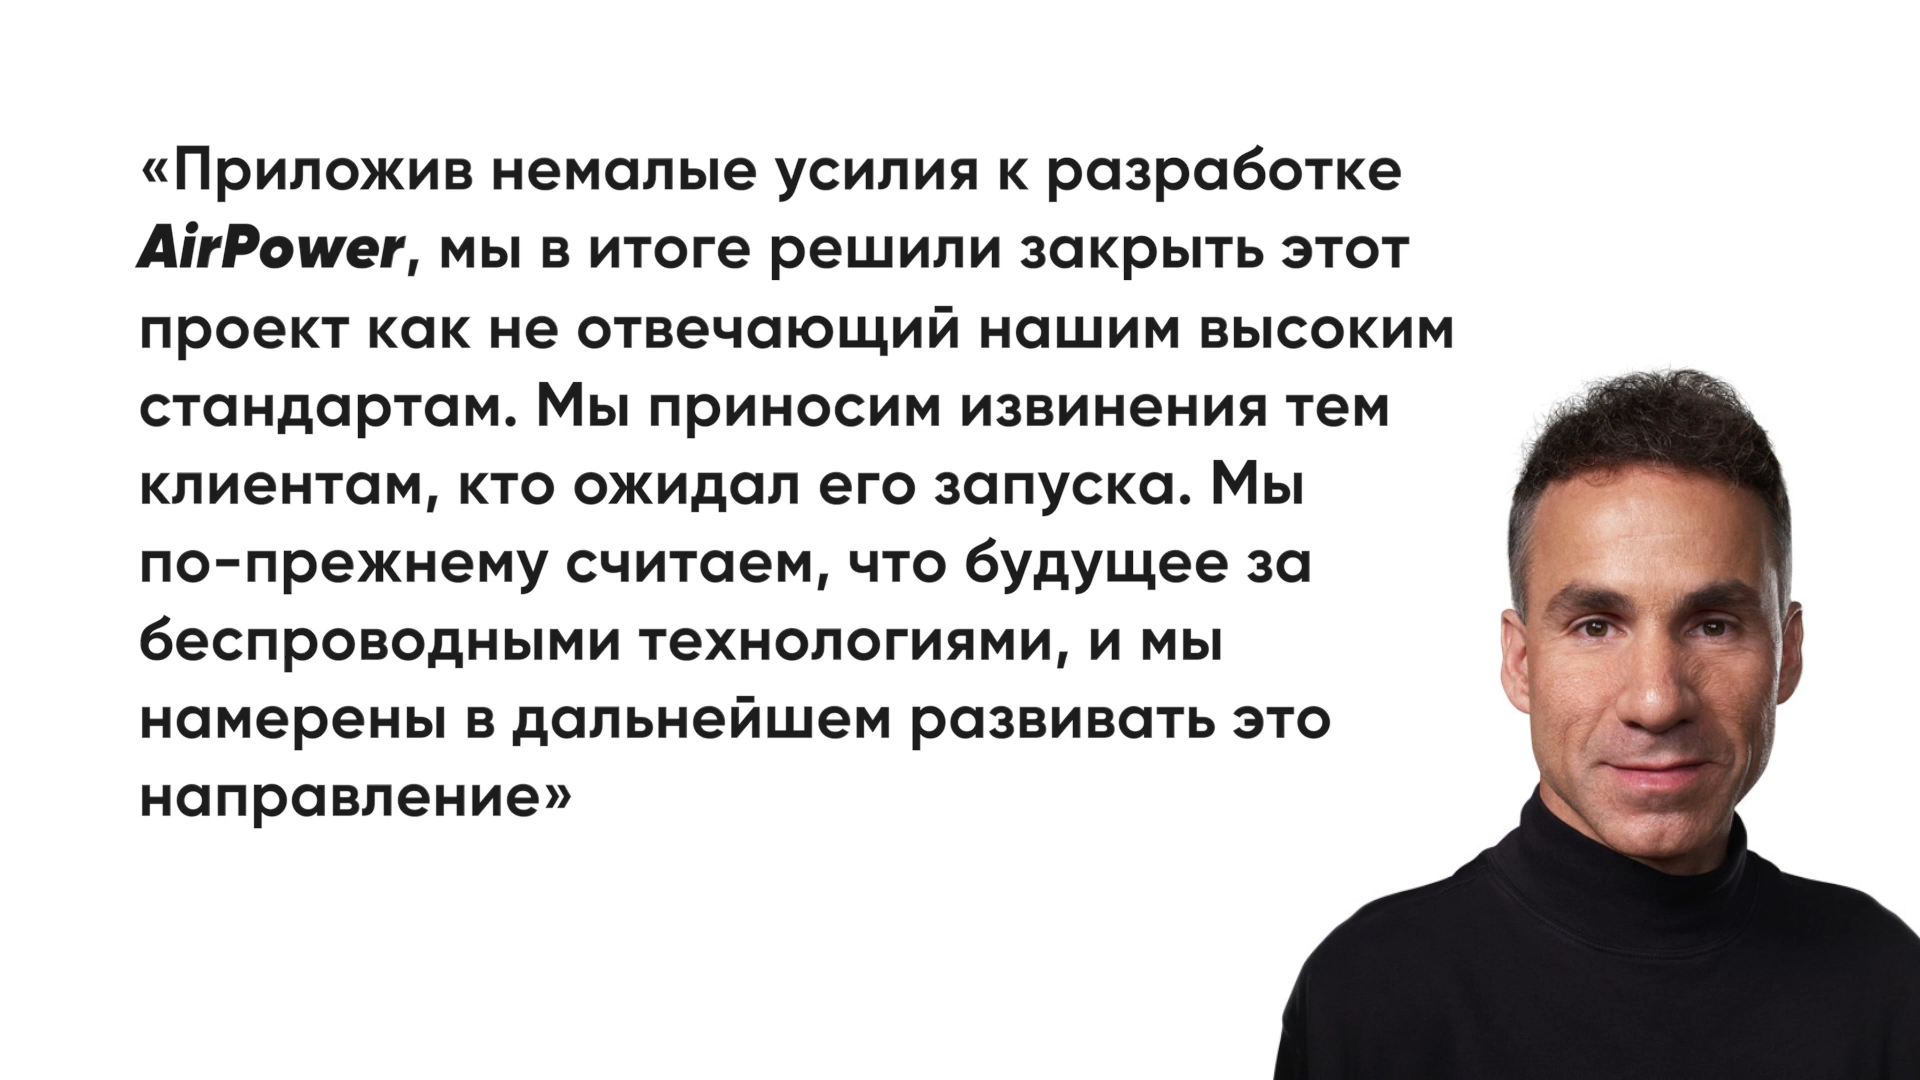 «Приложив немалые усилия к разработке
AirPower, мы в итоге решили закрыть этот
проект как не отвечающий нашим высоким
стандартам. Мы приносим извинения тем
клиентам, кто ожидал его запуска. Мы
по-прежнему считаем, что будущее за
беспроводными технологиями, и мы
намерены в дальнейшем развивать это
направление»